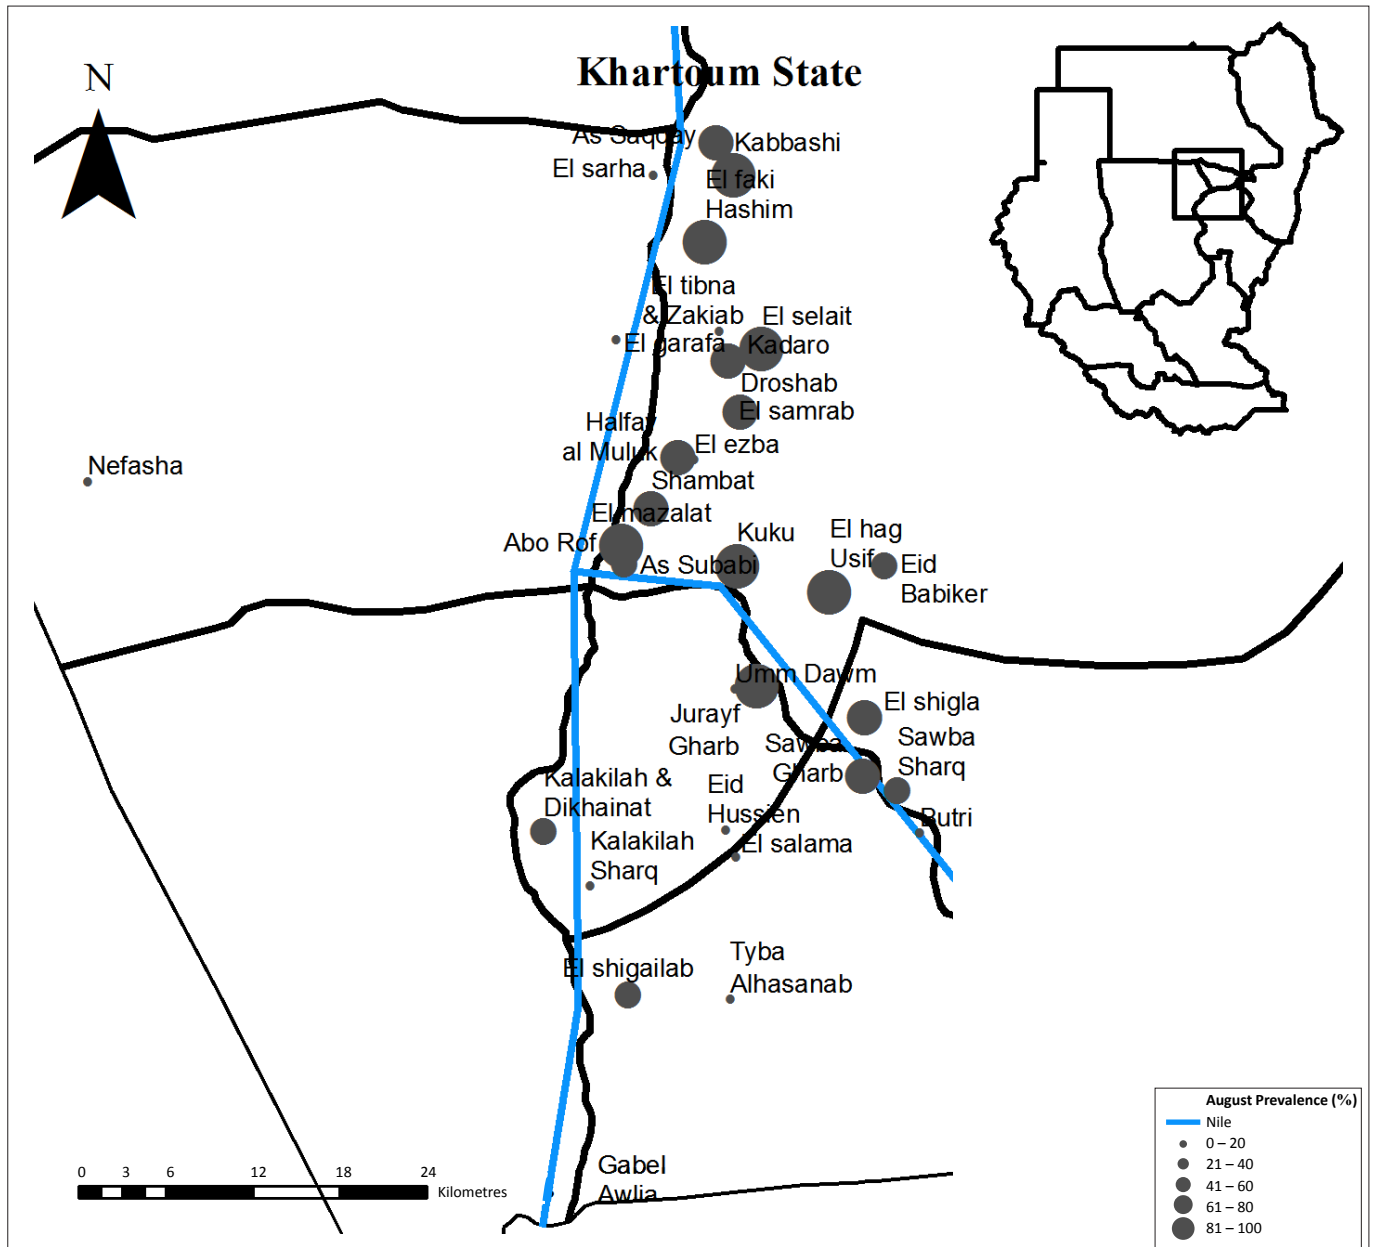 Khartoum State
N
As Saqqay
Kabbashi
El sarha
El faki
Hashim
El tibna
& Zakiab
El selait
El garafa
Kadaro
Droshab
El samrab
Halfay
al Muluk
El ezba
Nefasha
Shambat
El mazalat
Abo Rof
Kuku
El hag
Usif
As Subabi
Eid
Babiker
Umm Dawm
El shigla
Jurayf
Gharb
Sawba
Gharb
Sawba
Sharq
Kalakilah &
Dikhainat
Eid
Hussien
Butri
Kalakilah
Sharq
El salama
Tyba
Alhasanab
El shigailab
Gabel
Awlia
0 3 6 12 18 24
Kilometres
August Prevalence (%)
Nile
0 – 20
21 – 40
41 – 60
61 – 80
81 – 100